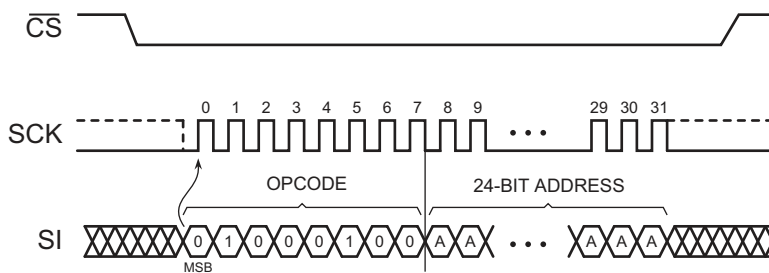 CS
0 1 2 3 4 5 6 7 8 9 29 30 31
SCK
OPCODE 24-BIT ADDRESS
SI 0 1 0 0 0 1 0 0 A A A A A
MSB